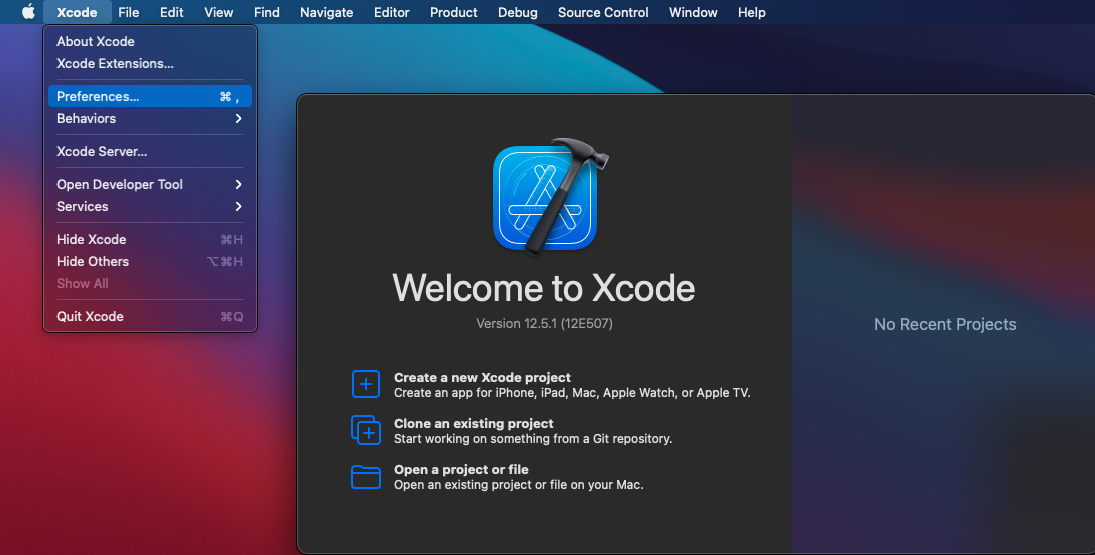 Xcode File Edit View Find Navigate Editor Product Debug Source Control Window Help
About Xcode
Xcode Extensions...
Preferences... ⌘ ,
Behaviors
Xcode Server...
Open Developer Tool
Services
Hide Xcode ⌘H
Hide Others ⌥⌘H
Show All
Quit Xcode ⌘Q
Welcome to Xcode
Version 12.5.1 (12E507)
Create a new Xcode project
Create an app for iPhone, iPad, Mac, Apple Watch, or Apple TV.
Clone an existing project
Start working on something from a Git repository.
Open a project or file
Open an existing project or file on your Mac.
No Recent Projects